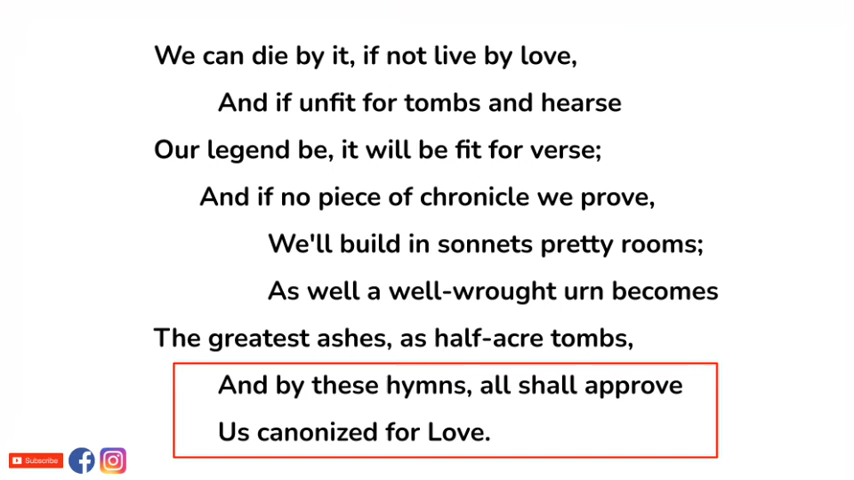 We can die by it, if not live by love,
And if unfit for tombs and hearse
Our legend be, it will be fit for verse;
And if no piece of chronicle we prove,
We'll build in sonnets pretty rooms;
As well a well-wrought urn becomes
The greatest ashes, as half-acre tombs,
And by these hymns, all shall approve
Us canonized for Love.
Subscribe